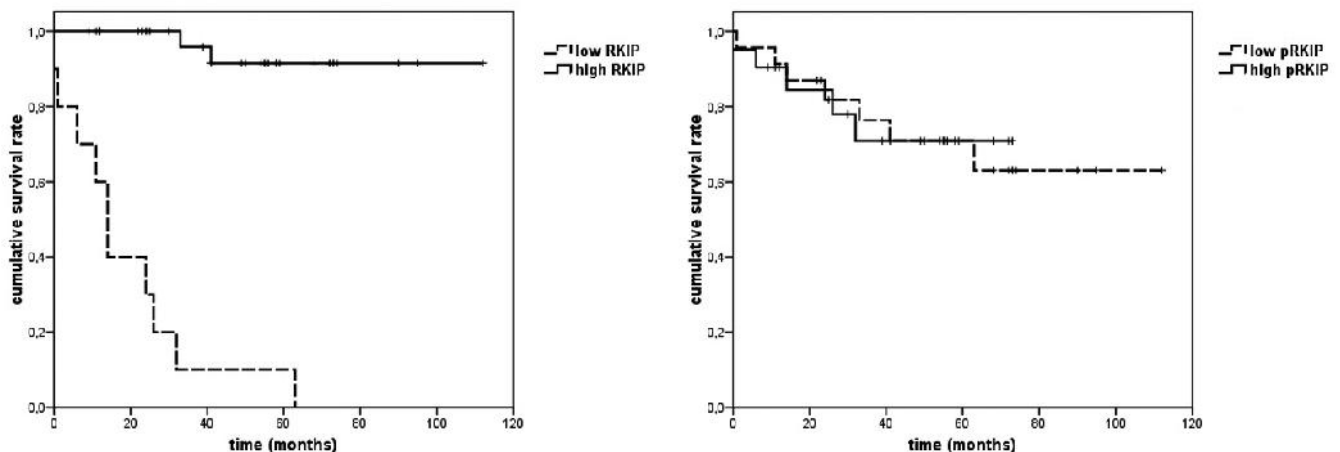 1,0
0,8
0,6
0,4
0,2
0,0
cumulative survival rate
0 20 40 60 80 100 120
time (months)
low RKIP
high RKIP
1,0
0,8
0,6
0,4
0,2
0,0
cumulative survival rate
0 20 40 60 80 100 120
time (months)
low pRKIP
high pRKIP